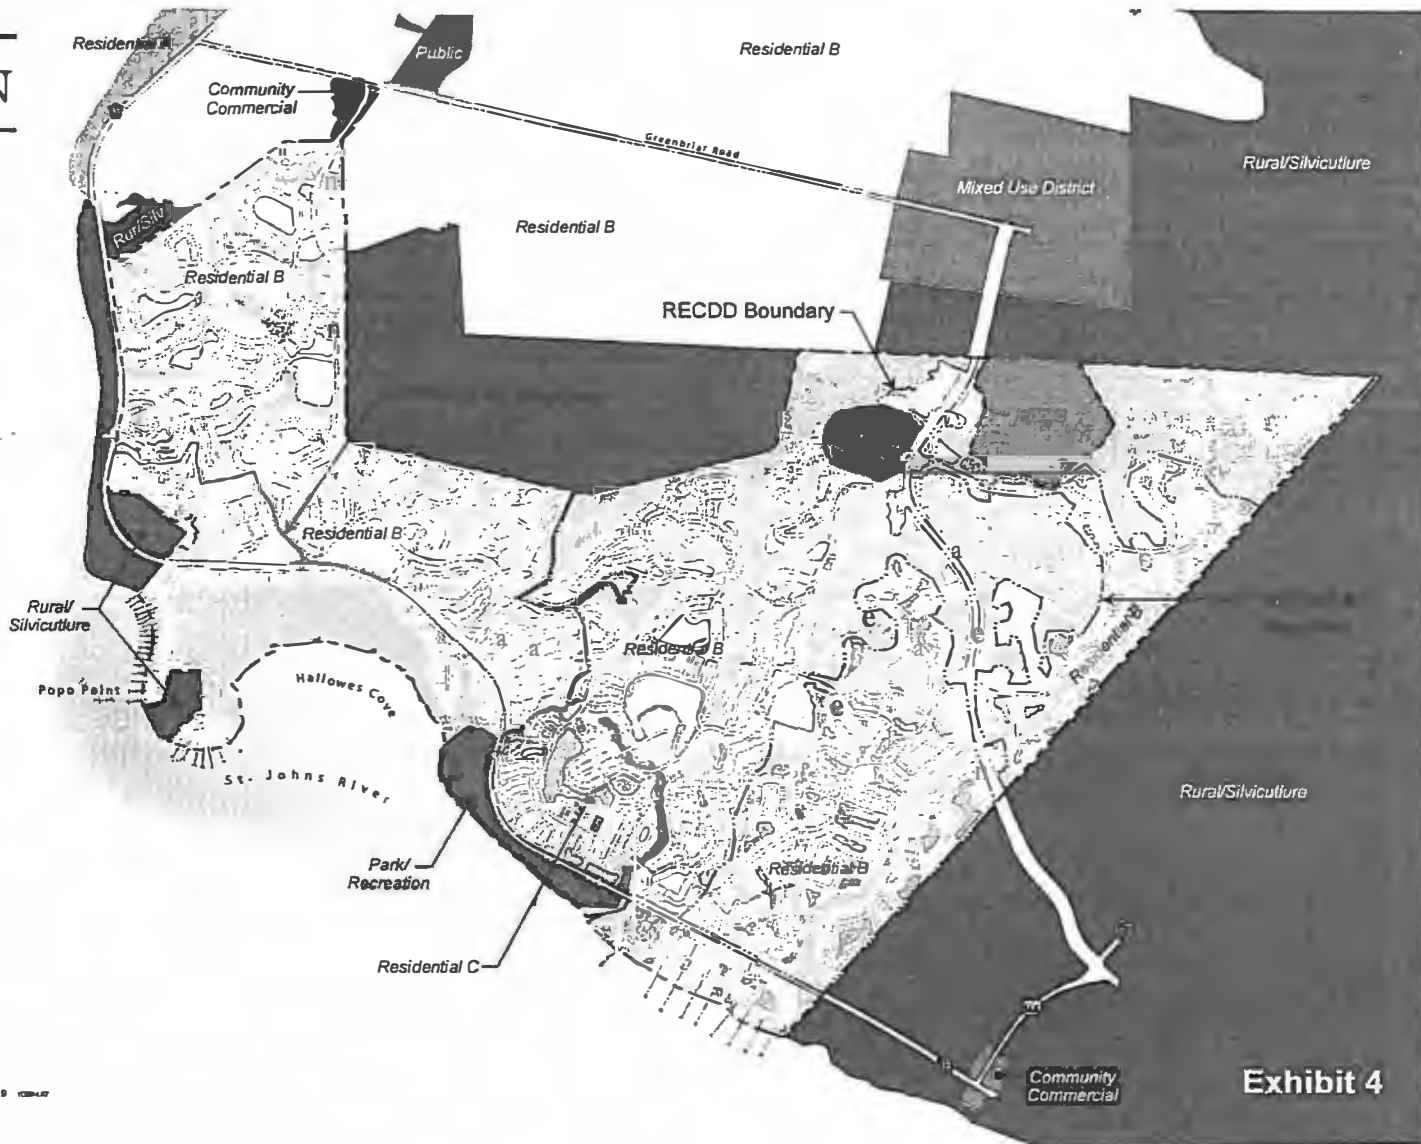 N
Public
Residential B
Community
Commercial
Greenbriar Road
Rural/Silvicutlure
Mixed Use District
Rur/Silv
Residential B
Residential B
RECDD Boundary
Residential B
Rural/
Silvicutlure
Residential B
Residential B
Popo Point
Hallowes Cove
St. Johns River
Rural/Silvicutlure
Park/
Recreation
Residential B
Residential C
Community
Commercial
Exhibit 4